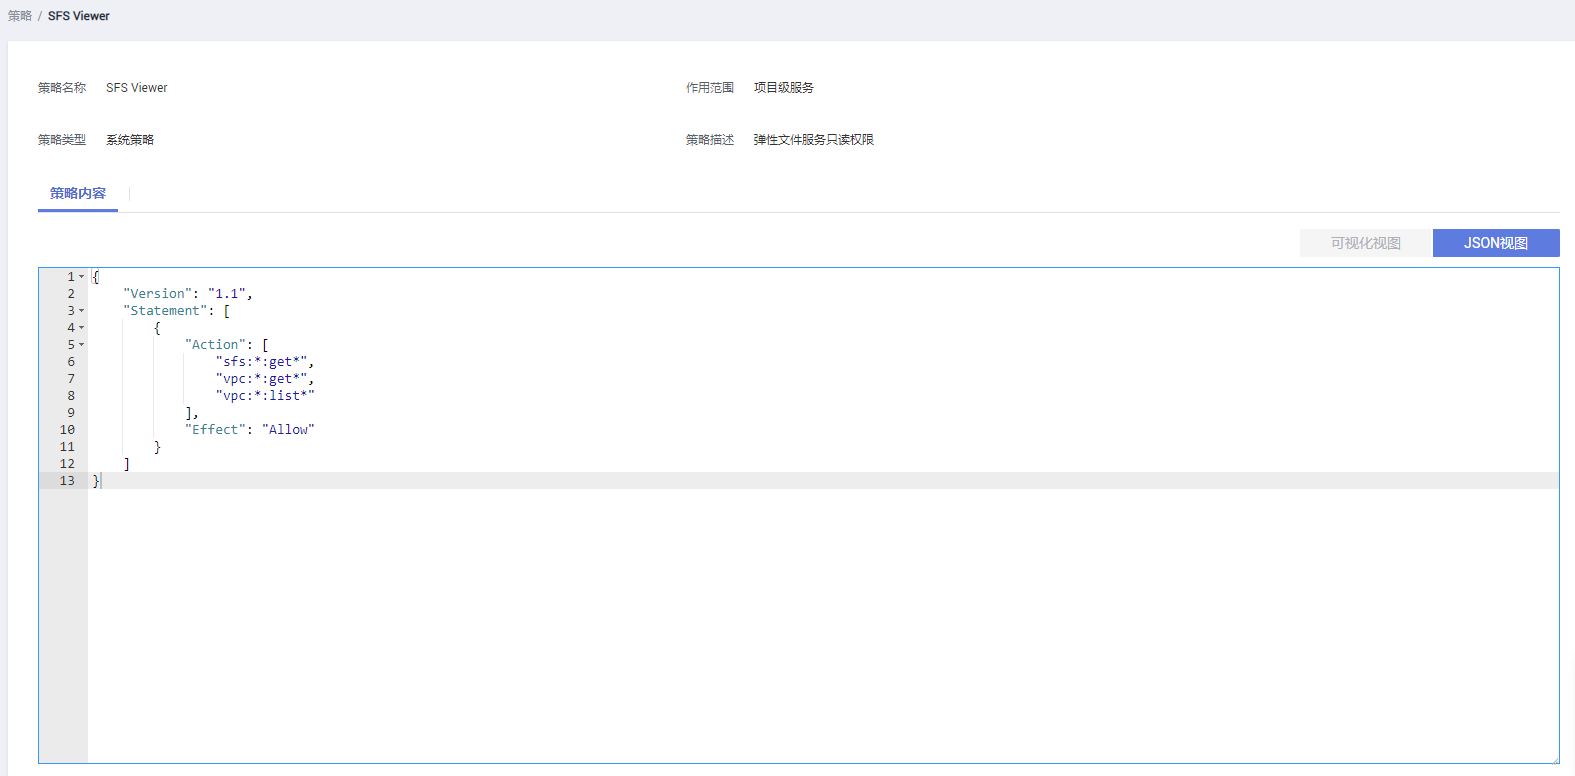 策略 / SFS Viewer
策略名称 SFS Viewer 作用范围 项目级服务
策略类型 系统策略 策略描述 弹性文件服务只读权限
策略内容
可视化视图 JSON视图
1 {
2     "Version": "1.1",
3     "Statement": [
4         {
5             "Action": [
6                 "sfs:*:get*",
7                 "vpc:*:get*",
8                 "vpc:*:list*"
9             ],
10             "Effect": "Allow"
11         }
12     ]
13 }